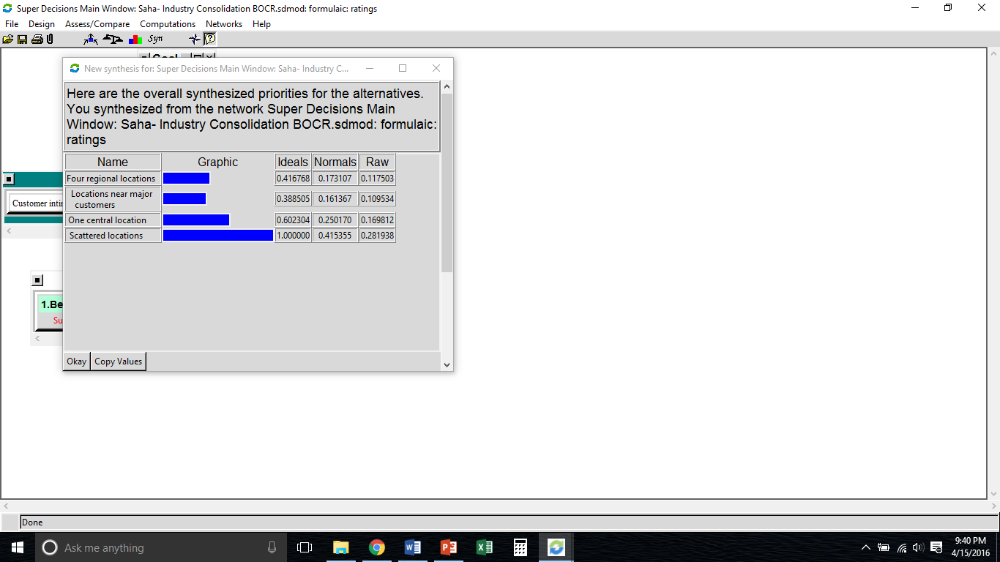 Super Decisions Main Window: Saha- Industry Consolidation BOCR.sdmod: formulaic: ratings
File Design Assess/Compare Computations Networks Help
Syn
New synthesis for: Super Decisions Main Window: Saha- Industry C...
Here are the overall synthesized priorities for the alternatives.
You synthesized from the network Super Decisions Main
Window: Saha- Industry Consolidation BOCR.sdmod: formulaic:
ratings
Name Graphic Ideals Normals Raw
Four regional locations 0.416768 0.173107 0.117503
Locations near major
customers 0.388505 0.161367 0.109534
One central location 0.602304 0.250170 0.169812
Scattered locations 1.000000 0.415355 0.281938
Customer inti
1.Be
Su
Okay Copy Values
Done
Ask me anything
9:40 PM
4/15/2016